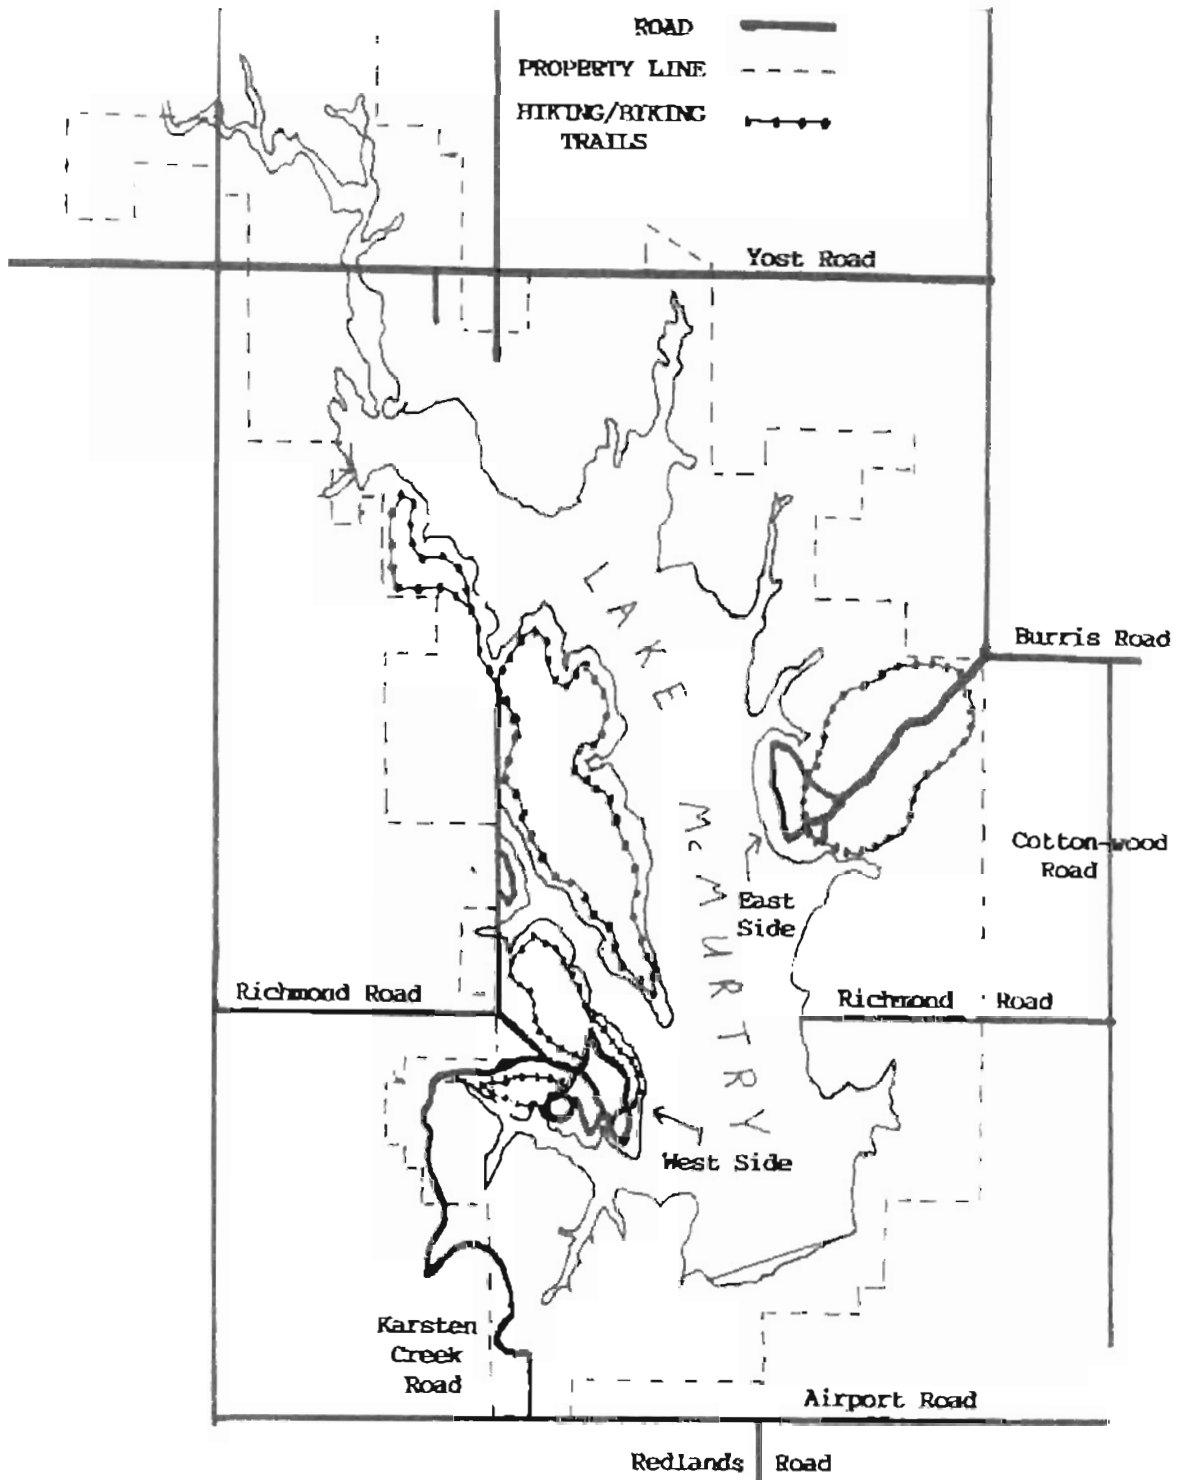 ROAD
PROPERTY LINE
HIKING/BIKING
TRAILS
Yost Road
LAKE
McMURTRY
Burris Road
Cotton-wood
Road
East
Side
Richmond Road
Richmond Road
West Side
Karsten
Creek
Road
Airport Road
Redlands Road